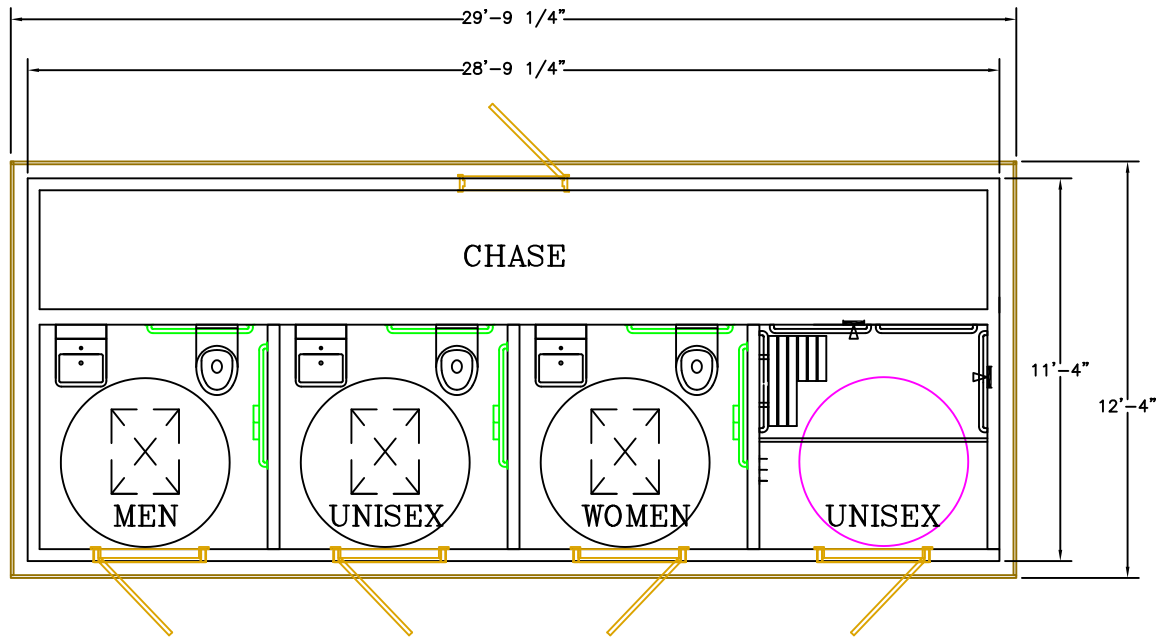 29'-9 1/4"
28'-9 1/4"
CHASE
11'-4"
12'-4"
MEN
UNISEX
WOMEN
UNISEX